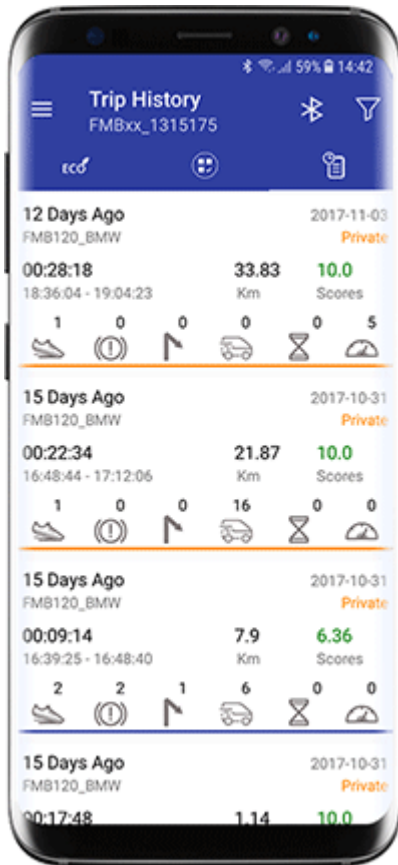 59% 14:42
Trip History
FMBxx_1315175
eco
12 Days Ago 2017-11-03
FMB120_BMW Private
00:28:18 33.83 10.0
18:36:04 - 19:04:23 Km Scores
1 0 0 0 0 5
15 Days Ago 2017-10-31
FMB120_BMW Private
00:22:34 21.87 10.0
16:48:44 - 17:12:06 Km Scores
1 0 0 16 0 0
15 Days Ago 2017-10-31
FMB120_BMW Private
00:09:14 7.9 6.36
16:39:25 - 16:48:40 Km Scores
2 2 1 6 0 0
15 Days Ago 2017-10-31
FMB120_BMW Private
00:17:48 1.14 10.0